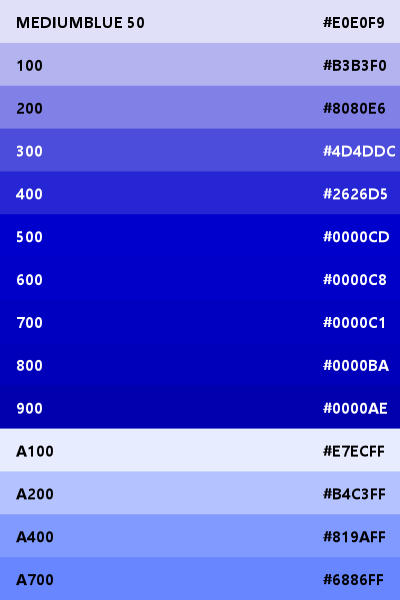 MEDIUMBLUE 50 #E0E0F9
100 #B3B3F0
200 #8080E6
300 #4D4DDC
400 #2626D5
500 #0000CD
600 #0000C8
700 #0000C1
800 #0000BA
900 #0000AE
A100 #E7ECFF
A200 #B4C3FF
A400 #819AFF
A700 #6886FF